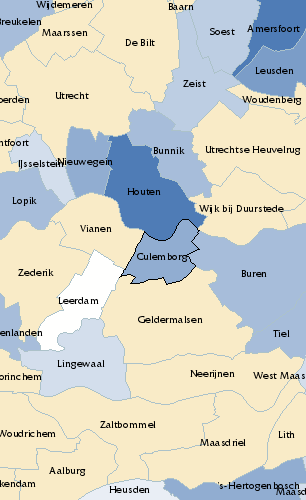 Wijdemeren
Baarn
Breukelen
Maarssen
De Bilt
Soest
Amersfoort
Zeist
Leusden
Utrecht
oerden
Woudenberg
ntfoort
IJsselstein
Nieuwegein
Bunnik
Utrechtse Heuvelrug
Houten
Lopik
Wijk bij Duurstede
Vianen
Culemborg
Zederik
Buren
Leerdam
Geldermalsen
enlanden
Tiel
Lingewaal
orinchem
Neerijnen
West Maas
Zaltbommel
Woudrichem
Maasdriel
Lith
Aalburg
kendam
Heusden
's-Hertogenbosch
Maasd